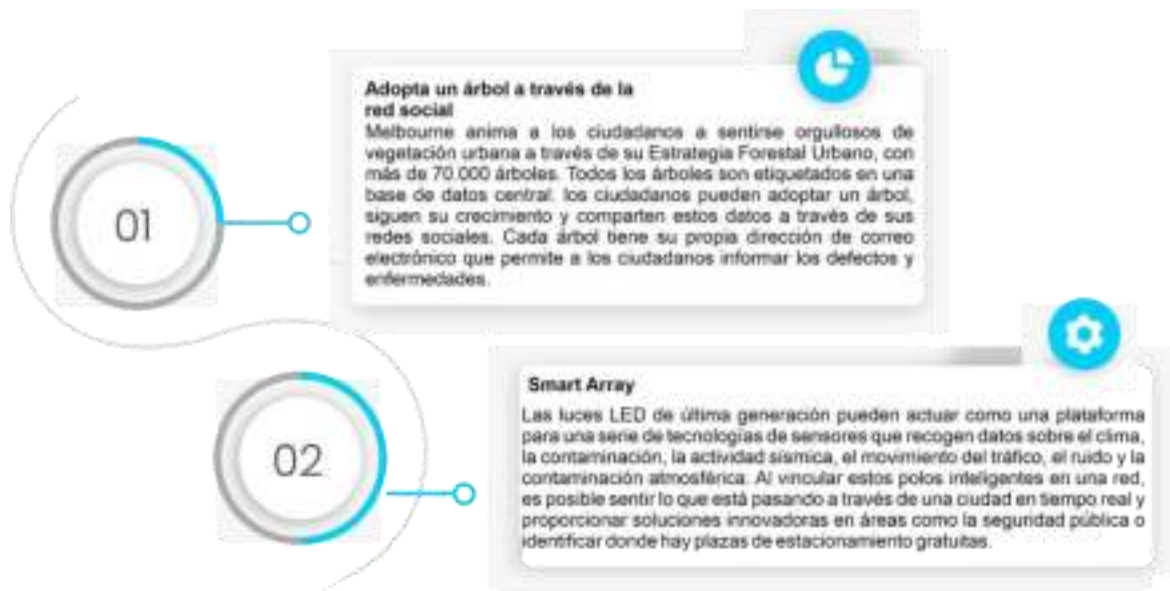 01
Adopta un árbol a través de la
red social
Melbourne anima a los ciudadanos a sentirse orgullosos de
vegetación urbana a través de su Estrategia Forestal Urbano, con
más de 70.000 árboles. Todos los árboles son etiquetados en una
base de datos central. los ciudadanos pueden adoptar un árbol,
siguen su crecimiento y comparten estos datos a través de sus
redes sociales. Cada árbol tiene su propia dirección de correo
electrónico que permite a los ciudadanos informar los defectos y
enfermedades.
02
Smart Array
Las luces LED de última generación pueden actuar como una plataforma
para una serie de tecnologías de sensores que recogen datos sobre el clima,
la contaminación, la actividad sísmica, el movimiento del tráfico, el ruido y la
contaminación atmosférica. Al vincular estos polos inteligentes en una red,
es posible sentir lo que está pasando a través de una ciudad en tiempo real y
proporcionar soluciones innovadoras en áreas como la seguridad pública o
identificar donde hay plazas de estacionamiento gratuitas.